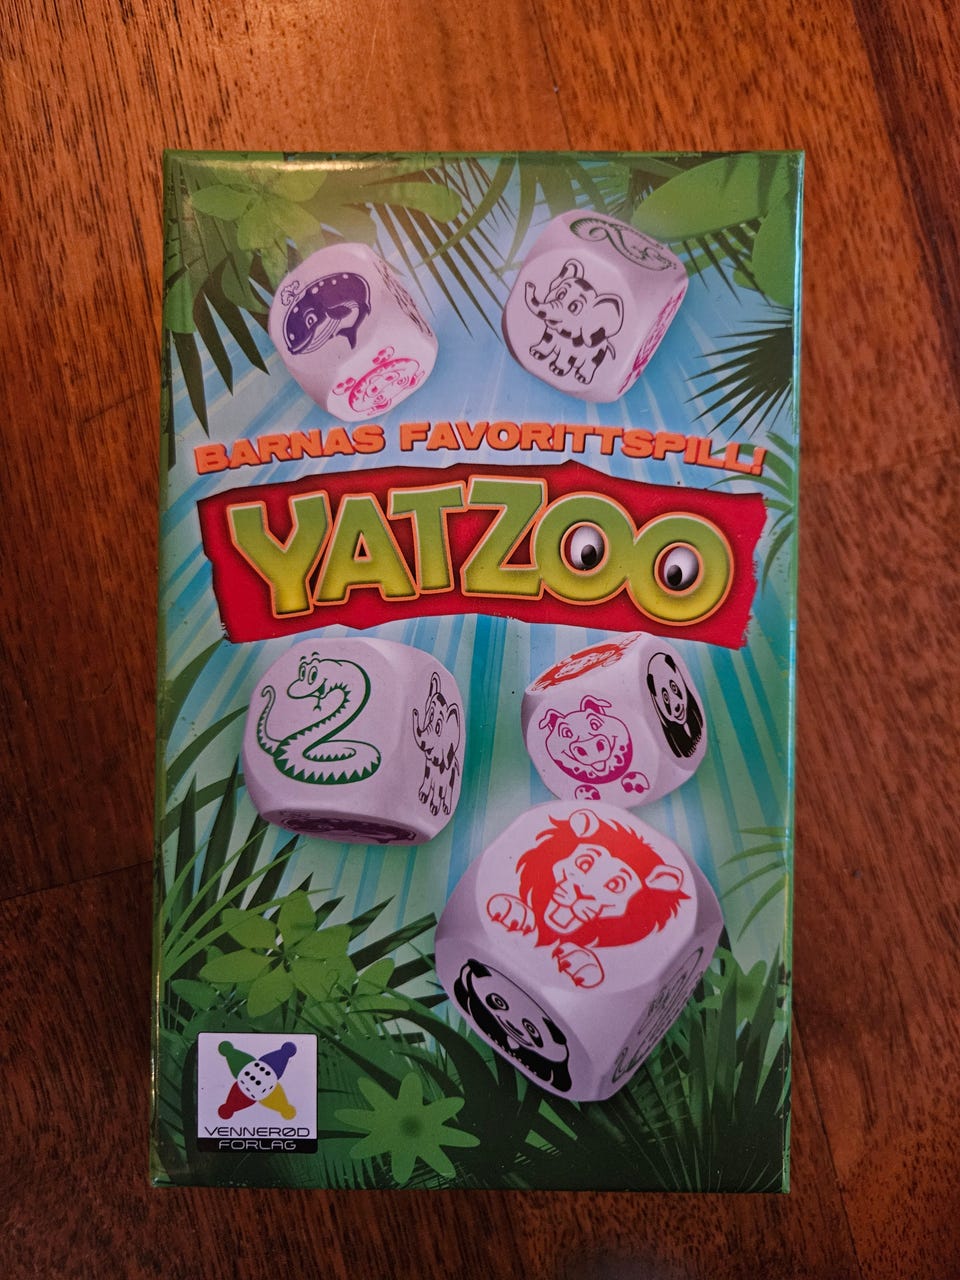 BARNAS FAVORITTSPILL!
YATZOO
VENNERØD
FORLAG